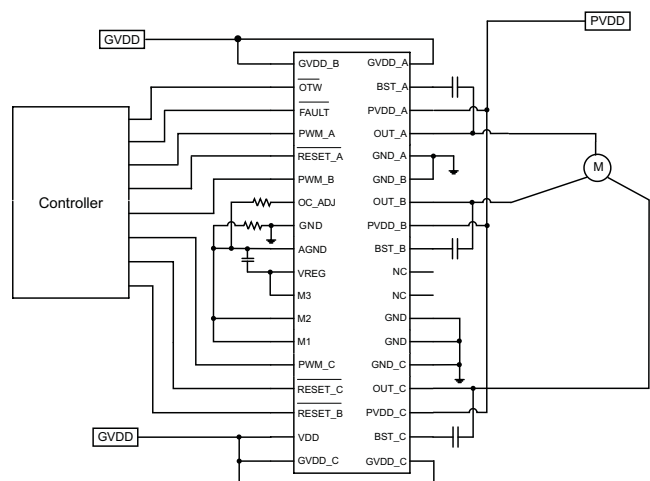 GVDD
PVDD
GVDD_B
GVDD_A
OTW
BST_A
FAULT
PVDD_A
PWM_A
OUT_A
RESET_A
GND_A
PWM_B
GND_B
M
Controller
OC_ADJ
OUT_B
GND
PVDD_B
AGND
BST_B
VREG
NC
M3
NC
M2
GND
M1
GND
PWM_C
GND_C
RESET_C
OUT_C
RESET_B
PVDD_C
GVDD
VDD
BST_C
GVDD_C
GVDD_C